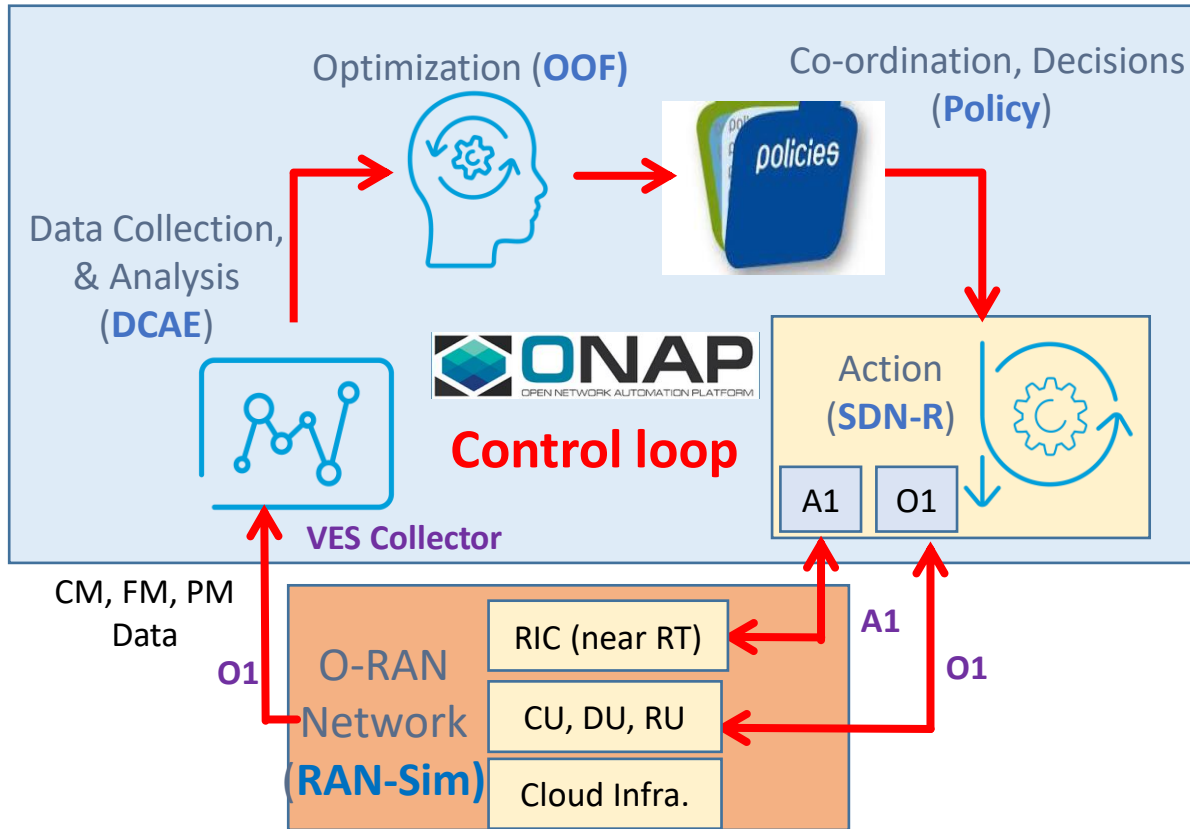 Optimization (OOF)
Co-ordination, Decisions
(Policy)
policies
Data Collection,
& Analysis
(DCAE)
ONAP
OPEN NETWORK AUTOMATION PLATFORM
Control loop
Action
(SDN-R)
A1
O1
VES Collector
CM, FM, PM
Data
O1
O-RAN
Network
(RAN-Sim)
RIC (near RT)
CU, DU, RU
Cloud Infra.
A1
O1